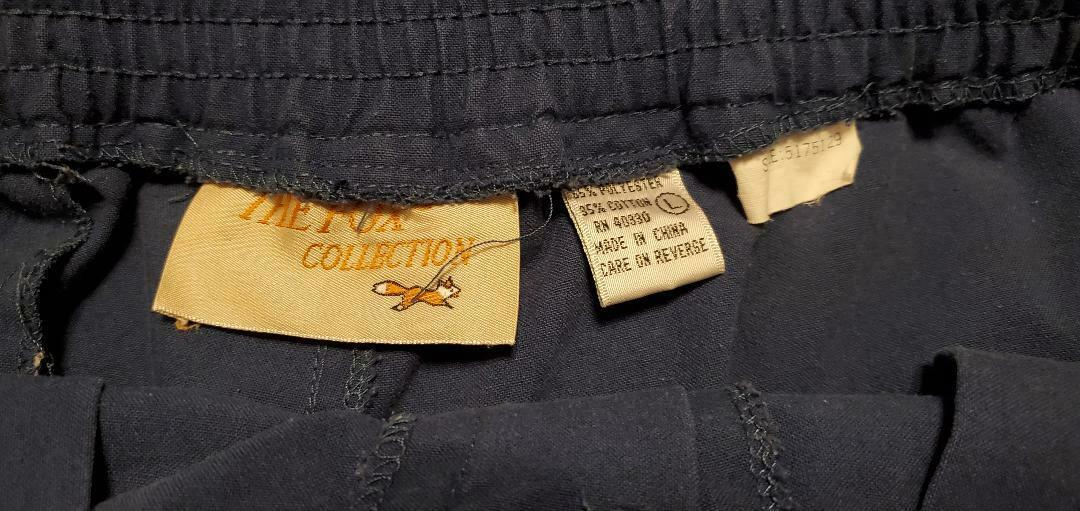 THE FOX
COLLECTION
65% POLYESTER
35% COTTON L
RN 40330
MADE IN CHINA
CARE ON REVERSE
SE:5175129